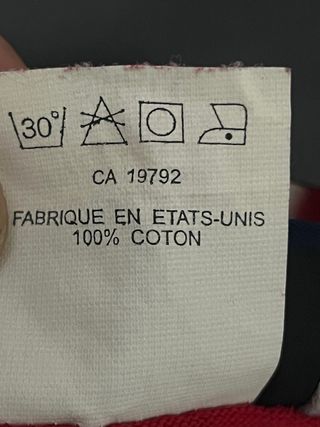 30°
CA 19792
FABRIQUE EN ETATS-UNIS
100% COTON